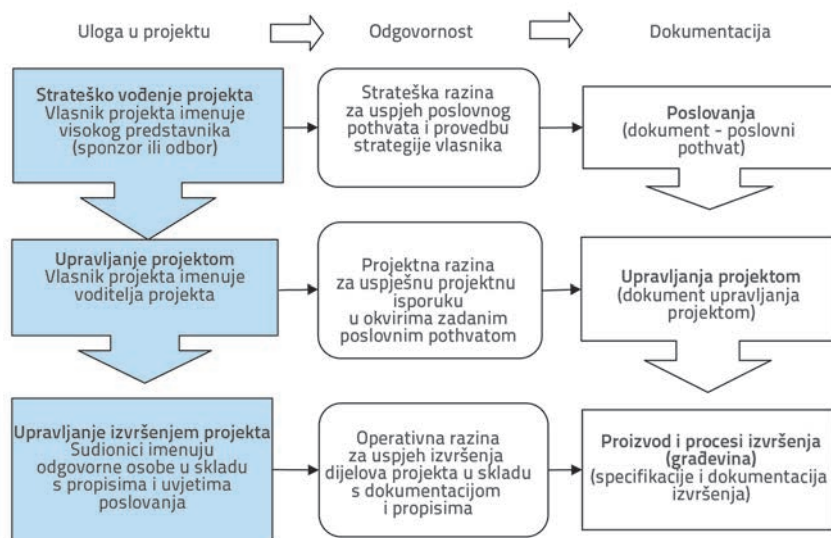 Uloga u projektu
Odgovornost
Dokumentacija
Strateško vođenje projekta
Vlasnik projekta imenuje
visokog predstavnika
(sponzor ili odbor)
Strateška razina
za uspjeh poslovnog
pothvata i provedbu
strategije vlasnika
Poslovanja
(dokument - poslovni
pothvat)
Upravljanje projektom
Vlasnik projekta imenuje
voditelja projekta
Projektna razina
za uspješnu projektnu
isporuku
u okvirima zadanim
poslovnim pothvatom
Upravljanja projektom
(dokument upravljanja
projektom)
Upravljanje izvršenjem projekta
Sudionici imenuju
odgovorne osobe u skladu
s propisima i uvjetima
poslovanja
Operativna razina
za uspjeh izvršenja
dijelova projekta u skladu
s dokumentacijom
i propisima
Proizvod i procesi izvršenja
(građevina)
(specifikacije i dokumentacija
izvršenja)